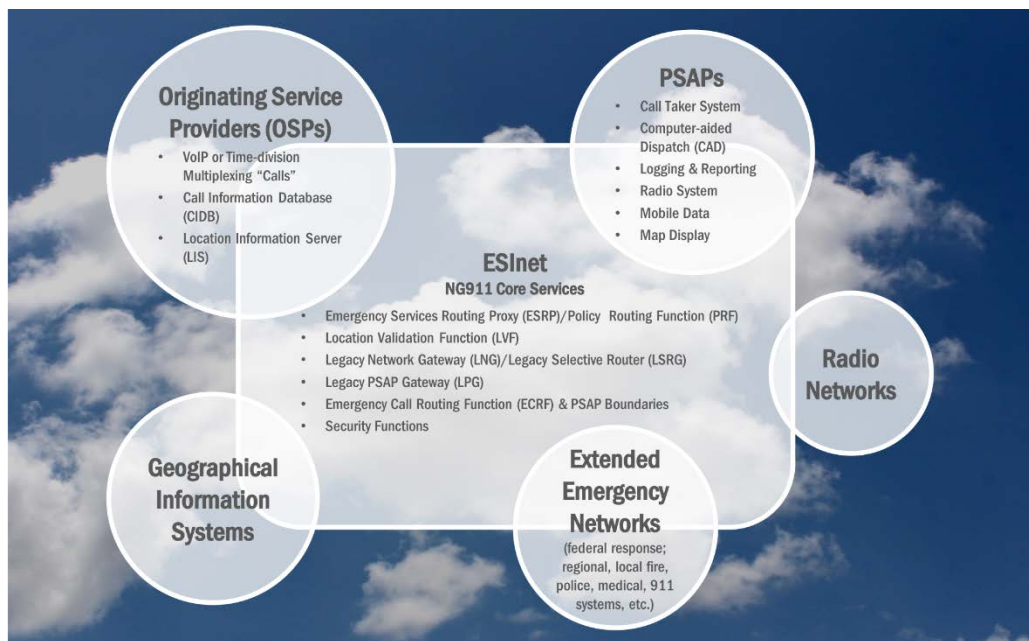 Originating Service
Providers (OSPs)
• VoIP or Time-division
Multiplexing “Calls”
• Call Information Database
(CIDB)
• Location Information Server
(LIS)
PSAPs
• Call Taker System
• Computer-aided
Dispatch (CAD)
• Logging & Reporting
• Radio System
• Mobile Data
• Map Display
ESInet
NG911 Core Services
• Emergency Services Routing Proxy (ESRP)/Policy Routing Function (PRF)
• Location Validation Function (LVF)
• Legacy Network Gateway (LNG)/Legacy Selective Router (LSRG)
• Legacy PSAP Gateway (LPG)
• Emergency Call Routing Function (ECRF) & PSAP Boundaries
• Security Functions
Radio
Networks
Geographical
Information
Systems
Extended
Emergency
Networks
(federal response;
regional, local fire,
police, medical, 911
systems, etc.)